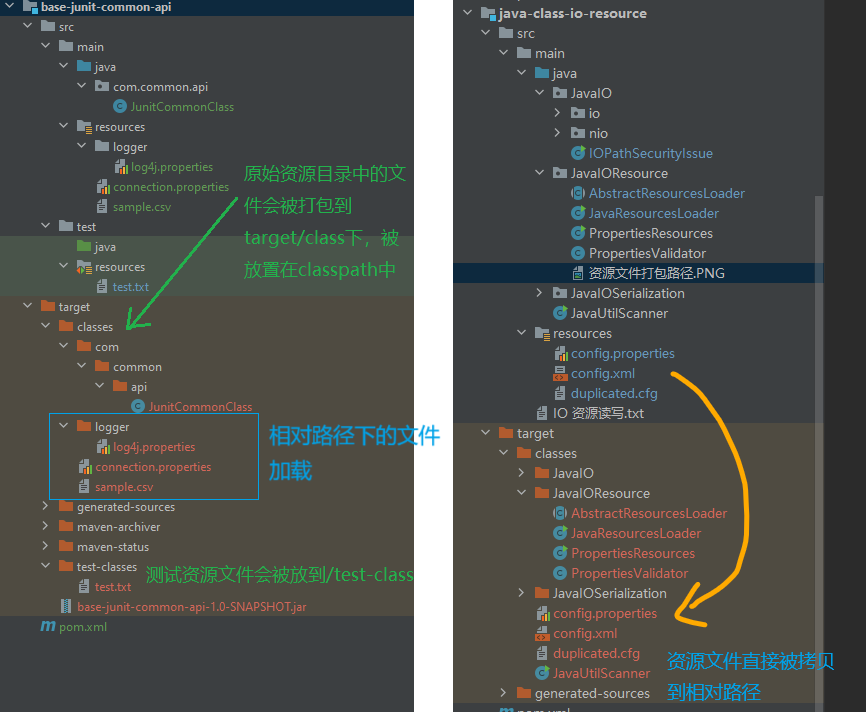 base-junit-common-api
src
main
java
com.common.api
JunitCommonClass
resources
logger
log4j.properties
connection.properties
sample.csv
test
java
resources
test.txt
target
classes
com
common
api
JunitCommonClass
logger
log4j.properties
connection.properties
sample.csv
generated-sources
maven-archiver
maven-status
test-classes
test.txt
base-junit-common-api-1.0-SNAPSHOT.jar
pom.xml
原始资源目录中的文
件会被打包到
target/class下，被
放置在classpath中
相对路径下的文件
加载
测试资源文件会被放到/test-class
java-class-io-resource
src
main
java
JavaIO
io
nio
IOPathSecurityIssue
JavaIOResource
AbstractResourcesLoader
JavaResourcesLoader
PropertiesResources
PropertiesValidator
资源文件打包路径.PNG
JavaIOSerialization
JavaUtilScanner
resources
config.properties
config.xml
duplicated.cfg
IO 资源读写.txt
target
classes
JavaIO
JavaIOResource
AbstractResourcesLoader
JavaResourcesLoader
PropertiesResources
PropertiesValidator
JavaIOSerialization
config.properties
config.xml
duplicated.cfg
JavaUtilScanner
generated-sources
pom.xml
资源文件直接被拷贝
到相对路径